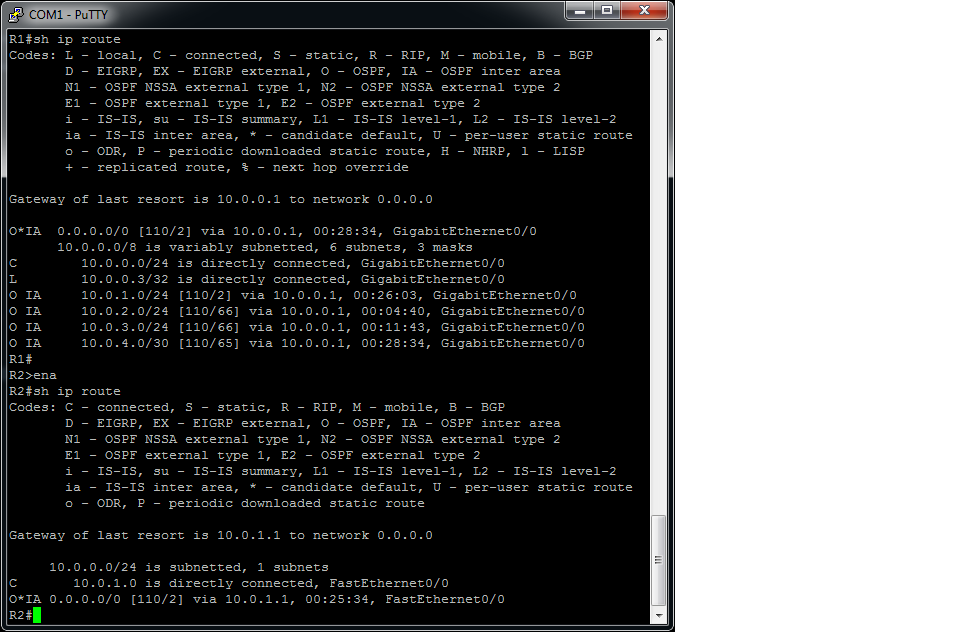 COM1 - PuTTY
R1#sh ip route
Codes: L - local, C - connected, S - static, R - RIP, M - mobile, B - BGP
       D - EIGRP, EX - EIGRP external, O - OSPF, IA - OSPF inter area
       N1 - OSPF NSSA external type 1, N2 - OSPF NSSA external type 2
       E1 - OSPF external type 1, E2 - OSPF external type 2
       i - IS-IS, su - IS-IS summary, L1 - IS-IS level-1, L2 - IS-IS level-2
       ia - IS-IS inter area, * - candidate default, U - per-user static route
       o - ODR, P - periodic downloaded static route, H - NHRP, l - LISP
       + - replicated route, % - next hop override
Gateway of last resort is 10.0.0.1 to network 0.0.0.0
O*IA  0.0.0.0/0 [110/2] via 10.0.0.1, 00:28:34, GigabitEthernet0/0
      10.0.0.0/8 is variably subnetted, 6 subnets, 3 masks
C        10.0.0.0/24 is directly connected, GigabitEthernet0/0
L        10.0.0.3/32 is directly connected, GigabitEthernet0/0
O IA     10.0.1.0/24 [110/2] via 10.0.0.1, 00:26:03, GigabitEthernet0/0
O IA     10.0.2.0/24 [110/66] via 10.0.0.1, 00:04:40, GigabitEthernet0/0
O IA     10.0.3.0/24 [110/66] via 10.0.0.1, 00:11:43, GigabitEthernet0/0
O IA     10.0.4.0/30 [110/65] via 10.0.0.1, 00:28:34, GigabitEthernet0/0
R1#
R2>ena
R2#sh ip route
Codes: C - connected, S - static, R - RIP, M - mobile, B - BGP
       D - EIGRP, EX - EIGRP external, O - OSPF, IA - OSPF inter area
       N1 - OSPF NSSA external type 1, N2 - OSPF NSSA external type 2
       E1 - OSPF external type 1, E2 - OSPF external type 2
       i - IS-IS, su - IS-IS summary, L1 - IS-IS level-1, L2 - IS-IS level-2
       ia - IS-IS inter area, * - candidate default, U - per-user static route
       o - ODR, P - periodic downloaded static route
Gateway of last resort is 10.0.1.1 to network 0.0.0.0
     10.0.0.0/24 is subnetted, 1 subnets
C       10.0.1.0 is directly connected, FastEthernet0/0
O*IA 0.0.0.0/0 [110/2] via 10.0.1.1, 00:25:34, FastEthernet0/0
R2#